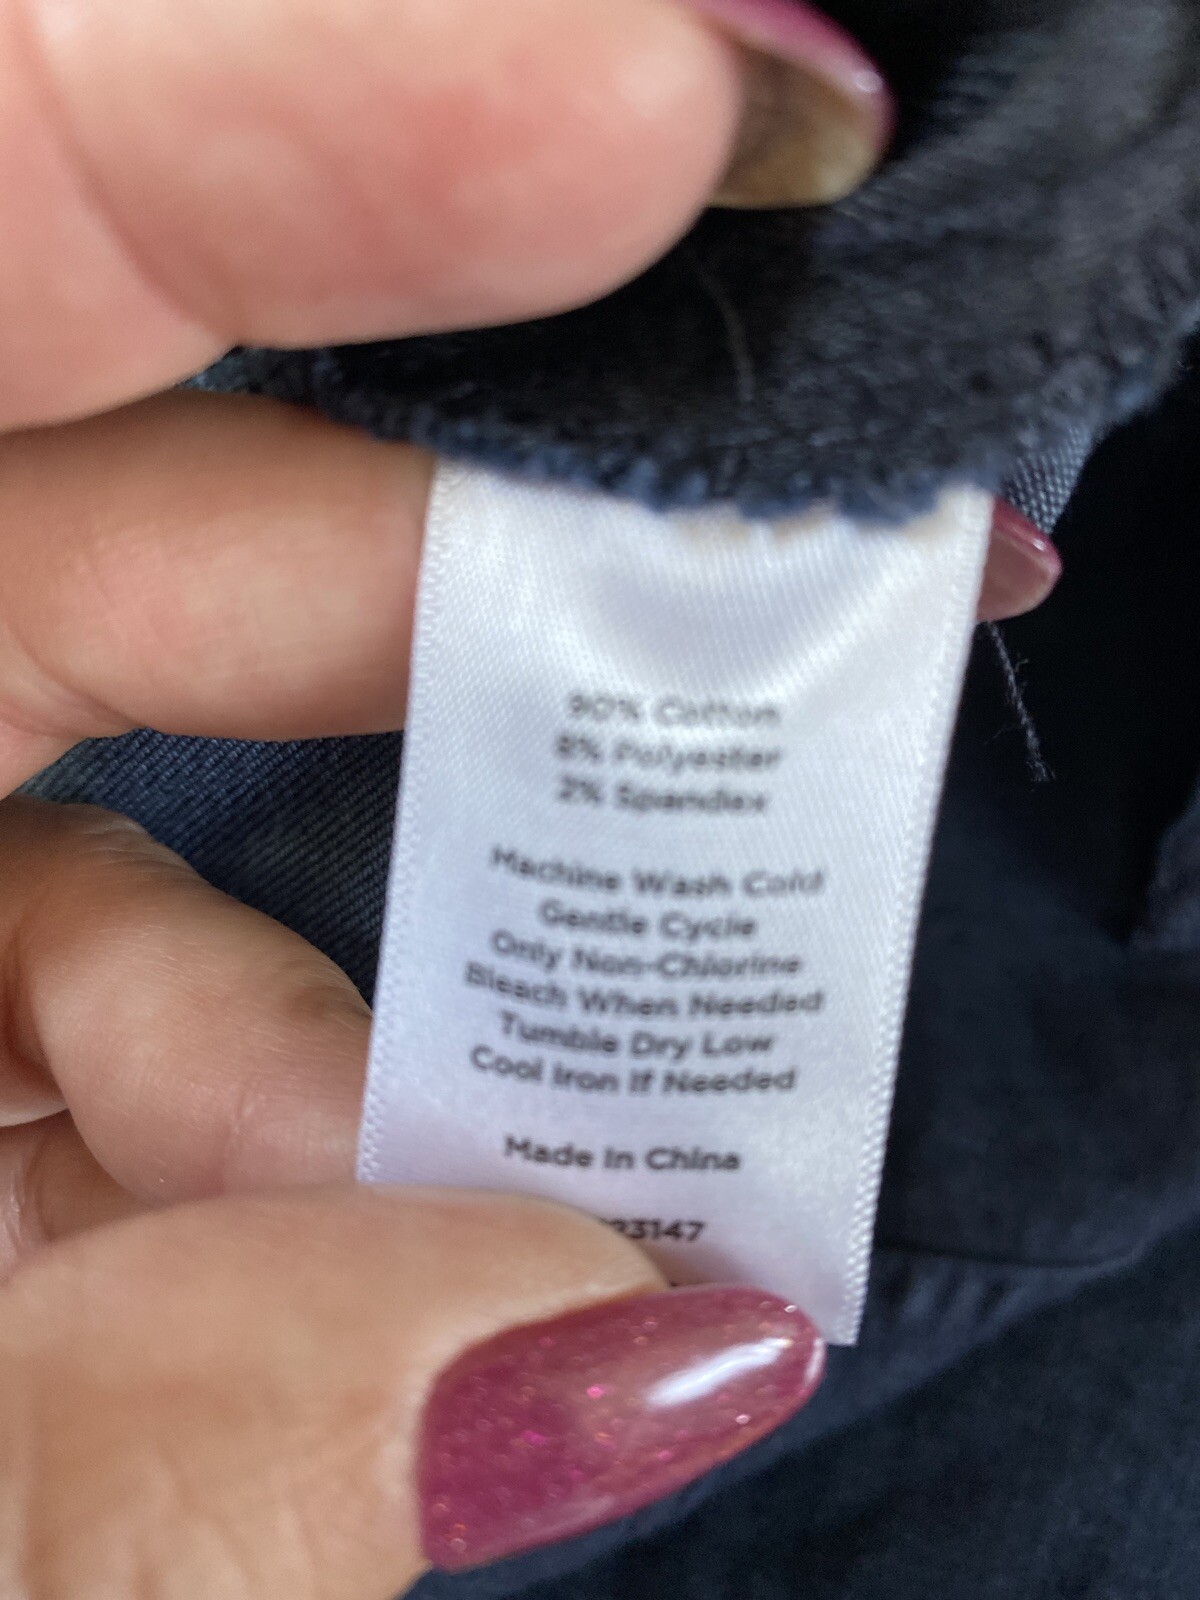 90% Cotton
8% Polyester
2% Spandex
Machine Wash Cold
Gentle Cycle
Only Non-Chlorine
Bleach When Needed
Tumble Dry Low
Cool Iron If Needed
Made In China